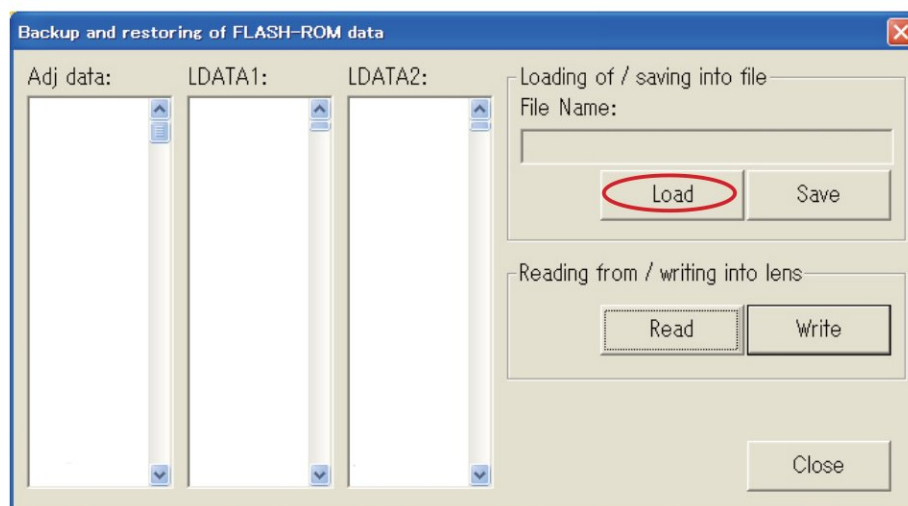 Backup and restoring of FLASH-ROM data
Adj data:
LDATA1:
LDATA2:
Loading of / saving into file
File Name:
Load
Save
Reading from / writing into lens
Read
Write
Close